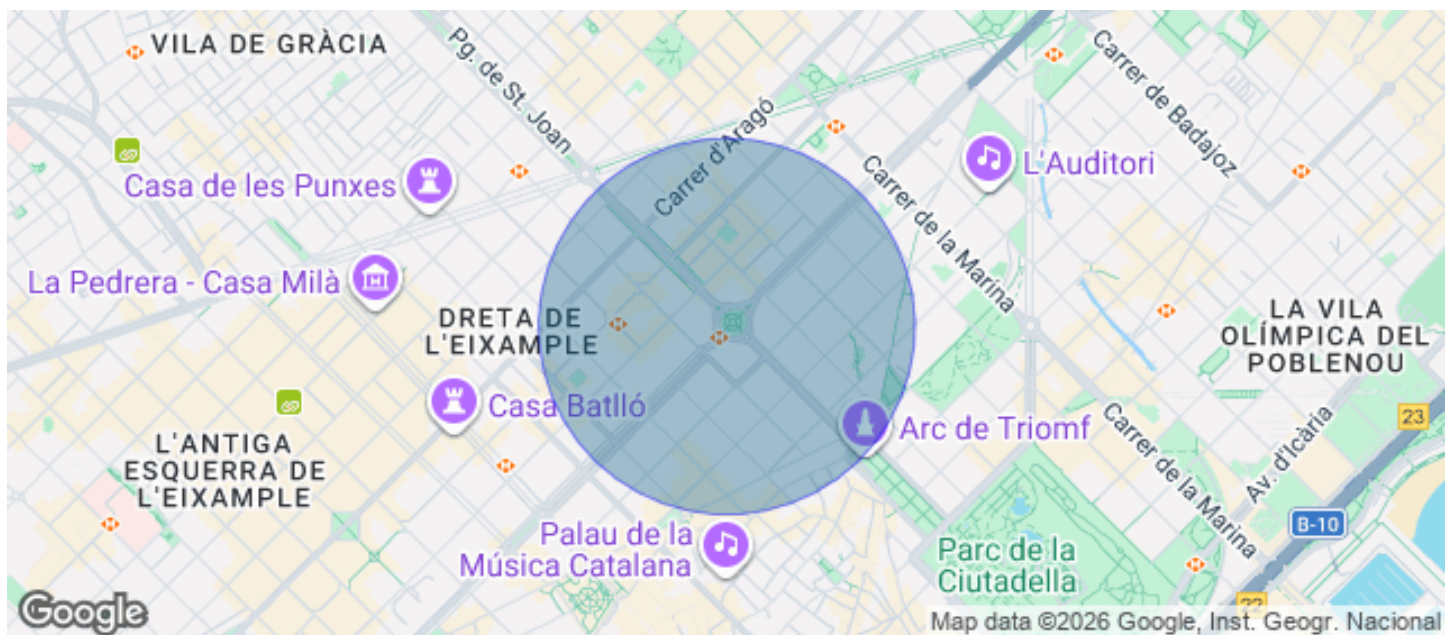 VILA DE GRÀCIA
Pg. de St. Joan
Carrer d'Aragó
Carrer de Badajoz
Casa de les Punxes
L'Auditori
Carrer de la Marina
La Pedrera - Casa Milà
DRETA DE
L'EIXAMPLE
LA VILA
OLÍMPICA DEL
POBLENOU
Casa Batlló
Arc de Triomf
23
L'ANTIGA
ESQUERRA DE
L'EIXAMPLE
Av. d'Icària
Carrer de la Marina
B-10
Palau de la
Música Catalana
Parc de la
Ciutadella
22
Google
Map data ©2026 Google, Inst. Geogr. Nacional